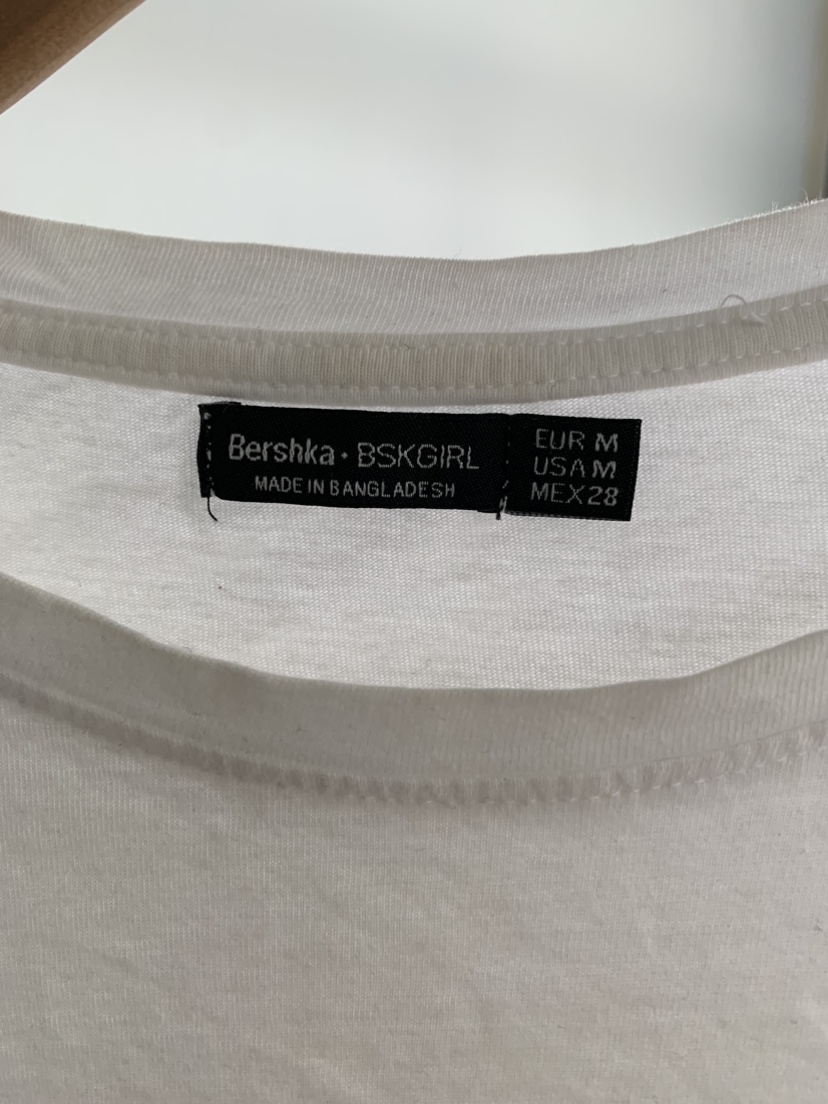 Bershka · BSKGIRL
MADE IN BANGLADESH
EUR M
USA M
MEX 28